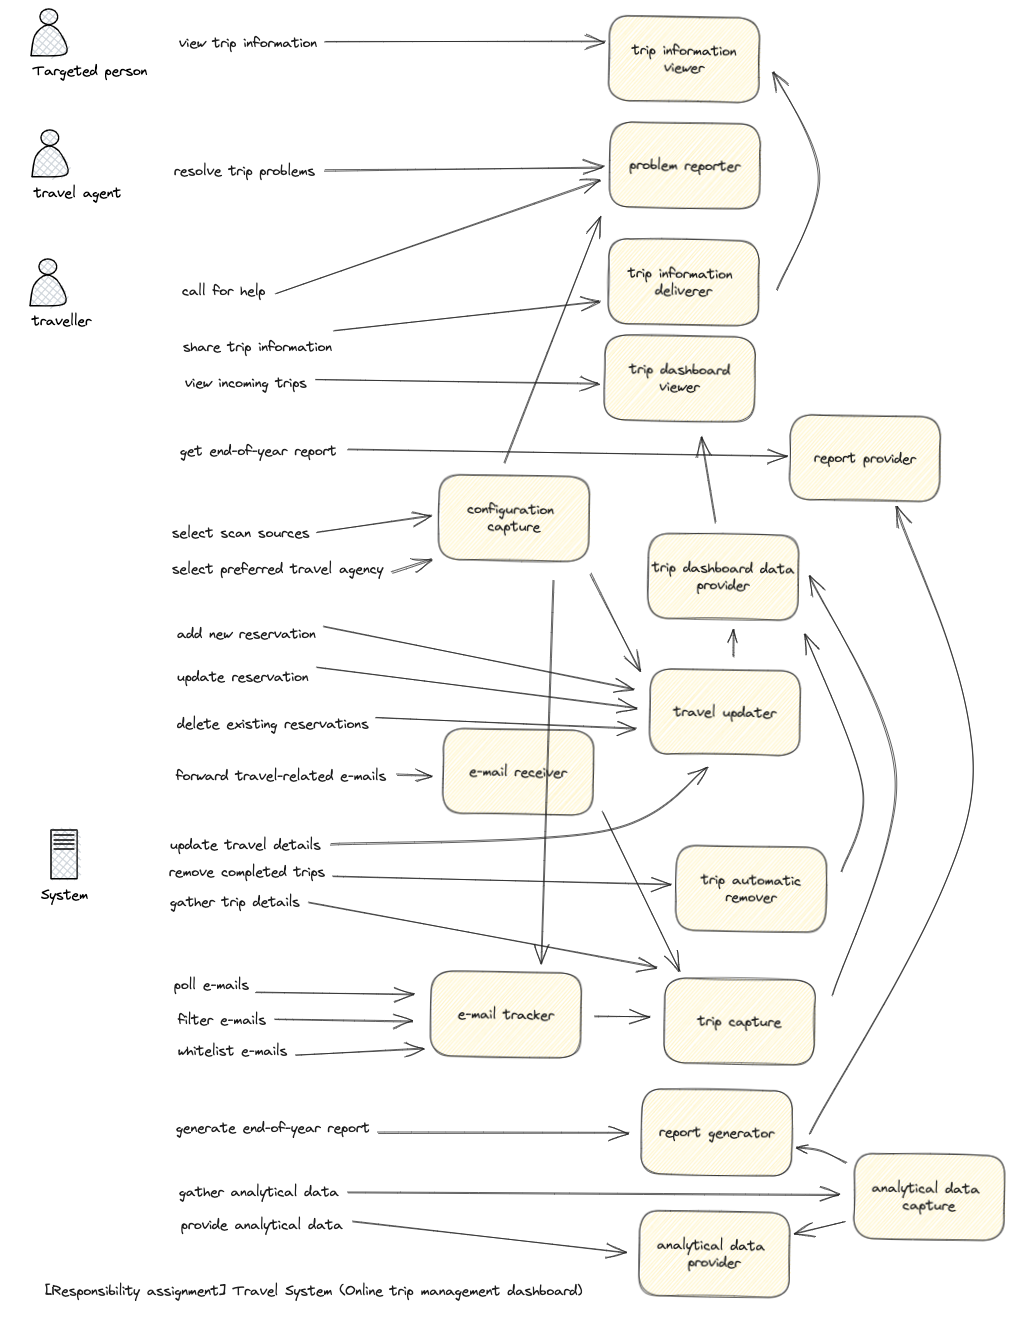 Targeted person
view trip information
trip information
viewer
travel agent
resolve trip problems
problem reporter
traveller
call for help
trip information
deliverer
share trip information
view incoming trips
trip dashboard
viewer
get end-of-year report
report provider
configuration
capture
select scan sources
select preferred travel agency
trip dashboard data
provider
add new reservation
update reservation
travel updater
delete existing reservations
forward travel-related e-mails
e-mail receiver
System
update travel details
remove completed trips
trip automatic
remover
gather trip details
poll e-mails
filter e-mails
whitelist e-mails
e-mail tracker
trip capture
generate end-of-year report
report generator
gather analytical data
analytical data
capture
provide analytical data
analytical data
provider
[Responsibility assignment] Travel System (Online trip management dashboard)